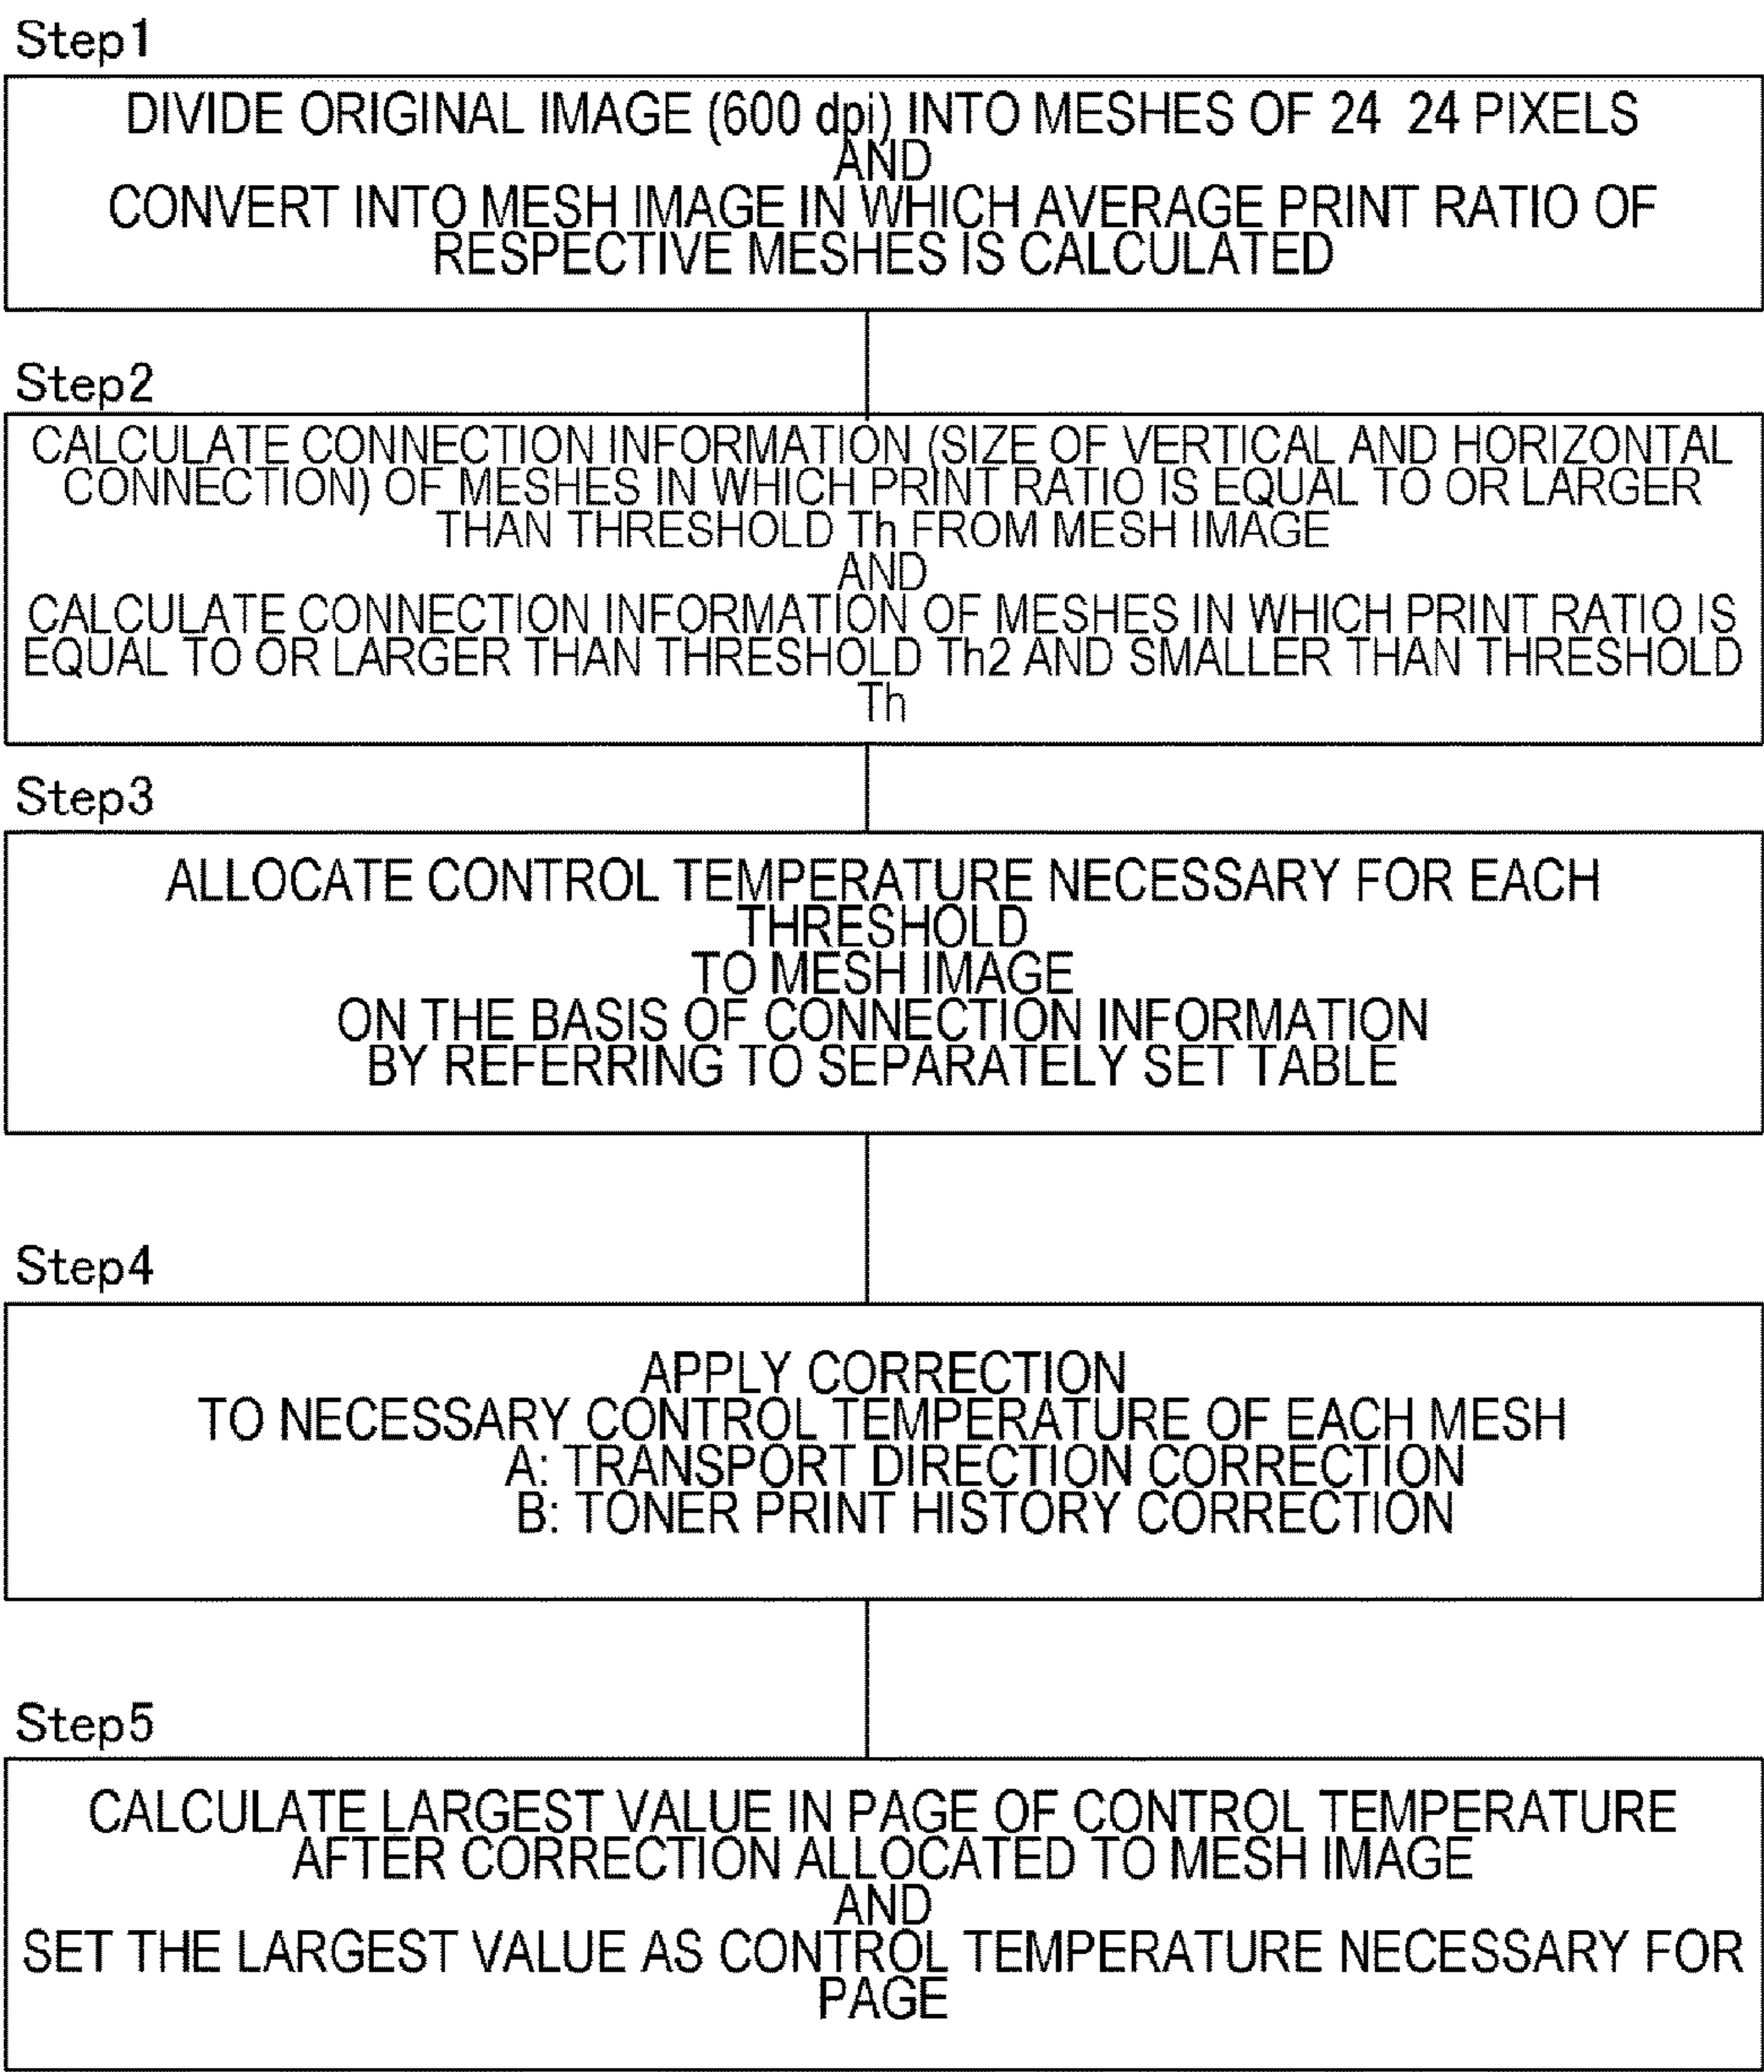 Step1
DIVIDE ORIGINAL IMAGE (600 dpi) INTO MESHES OF 24 24 PIXELS
AND
CONVERT INTO MESH IMAGE IN WHICH AVERAGE PRINT RATIO OF
RESPECTIVE MESHES IS CALCULATED
Step2
CALCULATE CONNECTION INFORMATION (SIZE OF VERTICAL AND HORIZONTAL
CONNECTION) OF MESHES IN WHICH PRINT RATIO IS EQUAL TO OR LARGER
THAN THRESHOLD Th FROM MESH IMAGE
AND
CALCULATE CONNECTION INFORMATION OF MESHES IN WHICH PRINT RATIO IS
EQUAL TO OR LARGER THAN THRESHOLD Th2 AND SMALLER THAN THRESHOLD
Th
Step3
ALLOCATE CONTROL TEMPERATURE NECESSARY FOR EACH
THRESHOLD
TO MESH IMAGE
ON THE BASIS OF CONNECTION INFORMATION
BY REFERRING TO SEPARATELY SET TABLE
Step4
APPLY CORRECTION
TO NECESSARY CONTROL TEMPERATURE OF EACH MESH
A: TRANSPORT DIRECTION CORRECTION
B: TONER PRINT HISTORY CORRECTION
Step5
CALCULATE LARGEST VALUE IN PAGE OF CONTROL TEMPERATURE
AFTER CORRECTION ALLOCATED TO MESH IMAGE
AND
SET THE LARGEST VALUE AS CONTROL TEMPERATURE NECESSARY FOR
PAGE